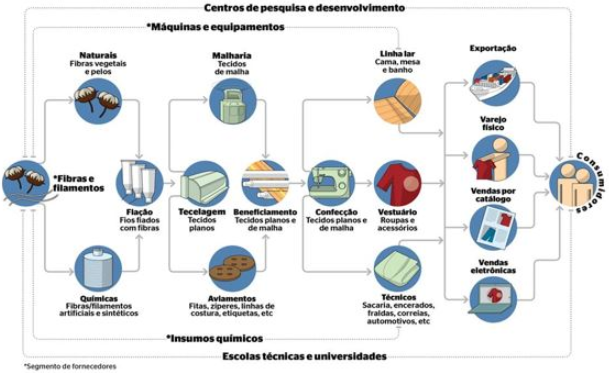 Centros de pesquisa e desenvolvimento
*Máquinas e equipamentos
Naturais
Fibras vegetais
e pelos
Malharia
Tecidos
de malha
Linha lar
Cama, mesa
e banho
Exportação
Varejo
físico
*Fibras e
filamentos
Fiação
Fios fiados
com fibras
Tecelagem
Tecidos
planos
Beneficiamento
Tecidos planos e
de malha
Confecção
Tecidos planos e
de malha
Vestuário
Roupas e
acessórios
Vendas por
catálogo
Consumidores
Químicas
Fibras/filamentos
artificiais e sintéticos
Aviamentos
Fitas, zíperes, linhas de
costura, etiquetas, etc
Técnicos
Sacaria, encerados,
fraldas, correias,
automotivos, etc
Vendas
eletrônicas
*Insumos químicos
Escolas técnicas e universidades
*Segmento de fornecedores